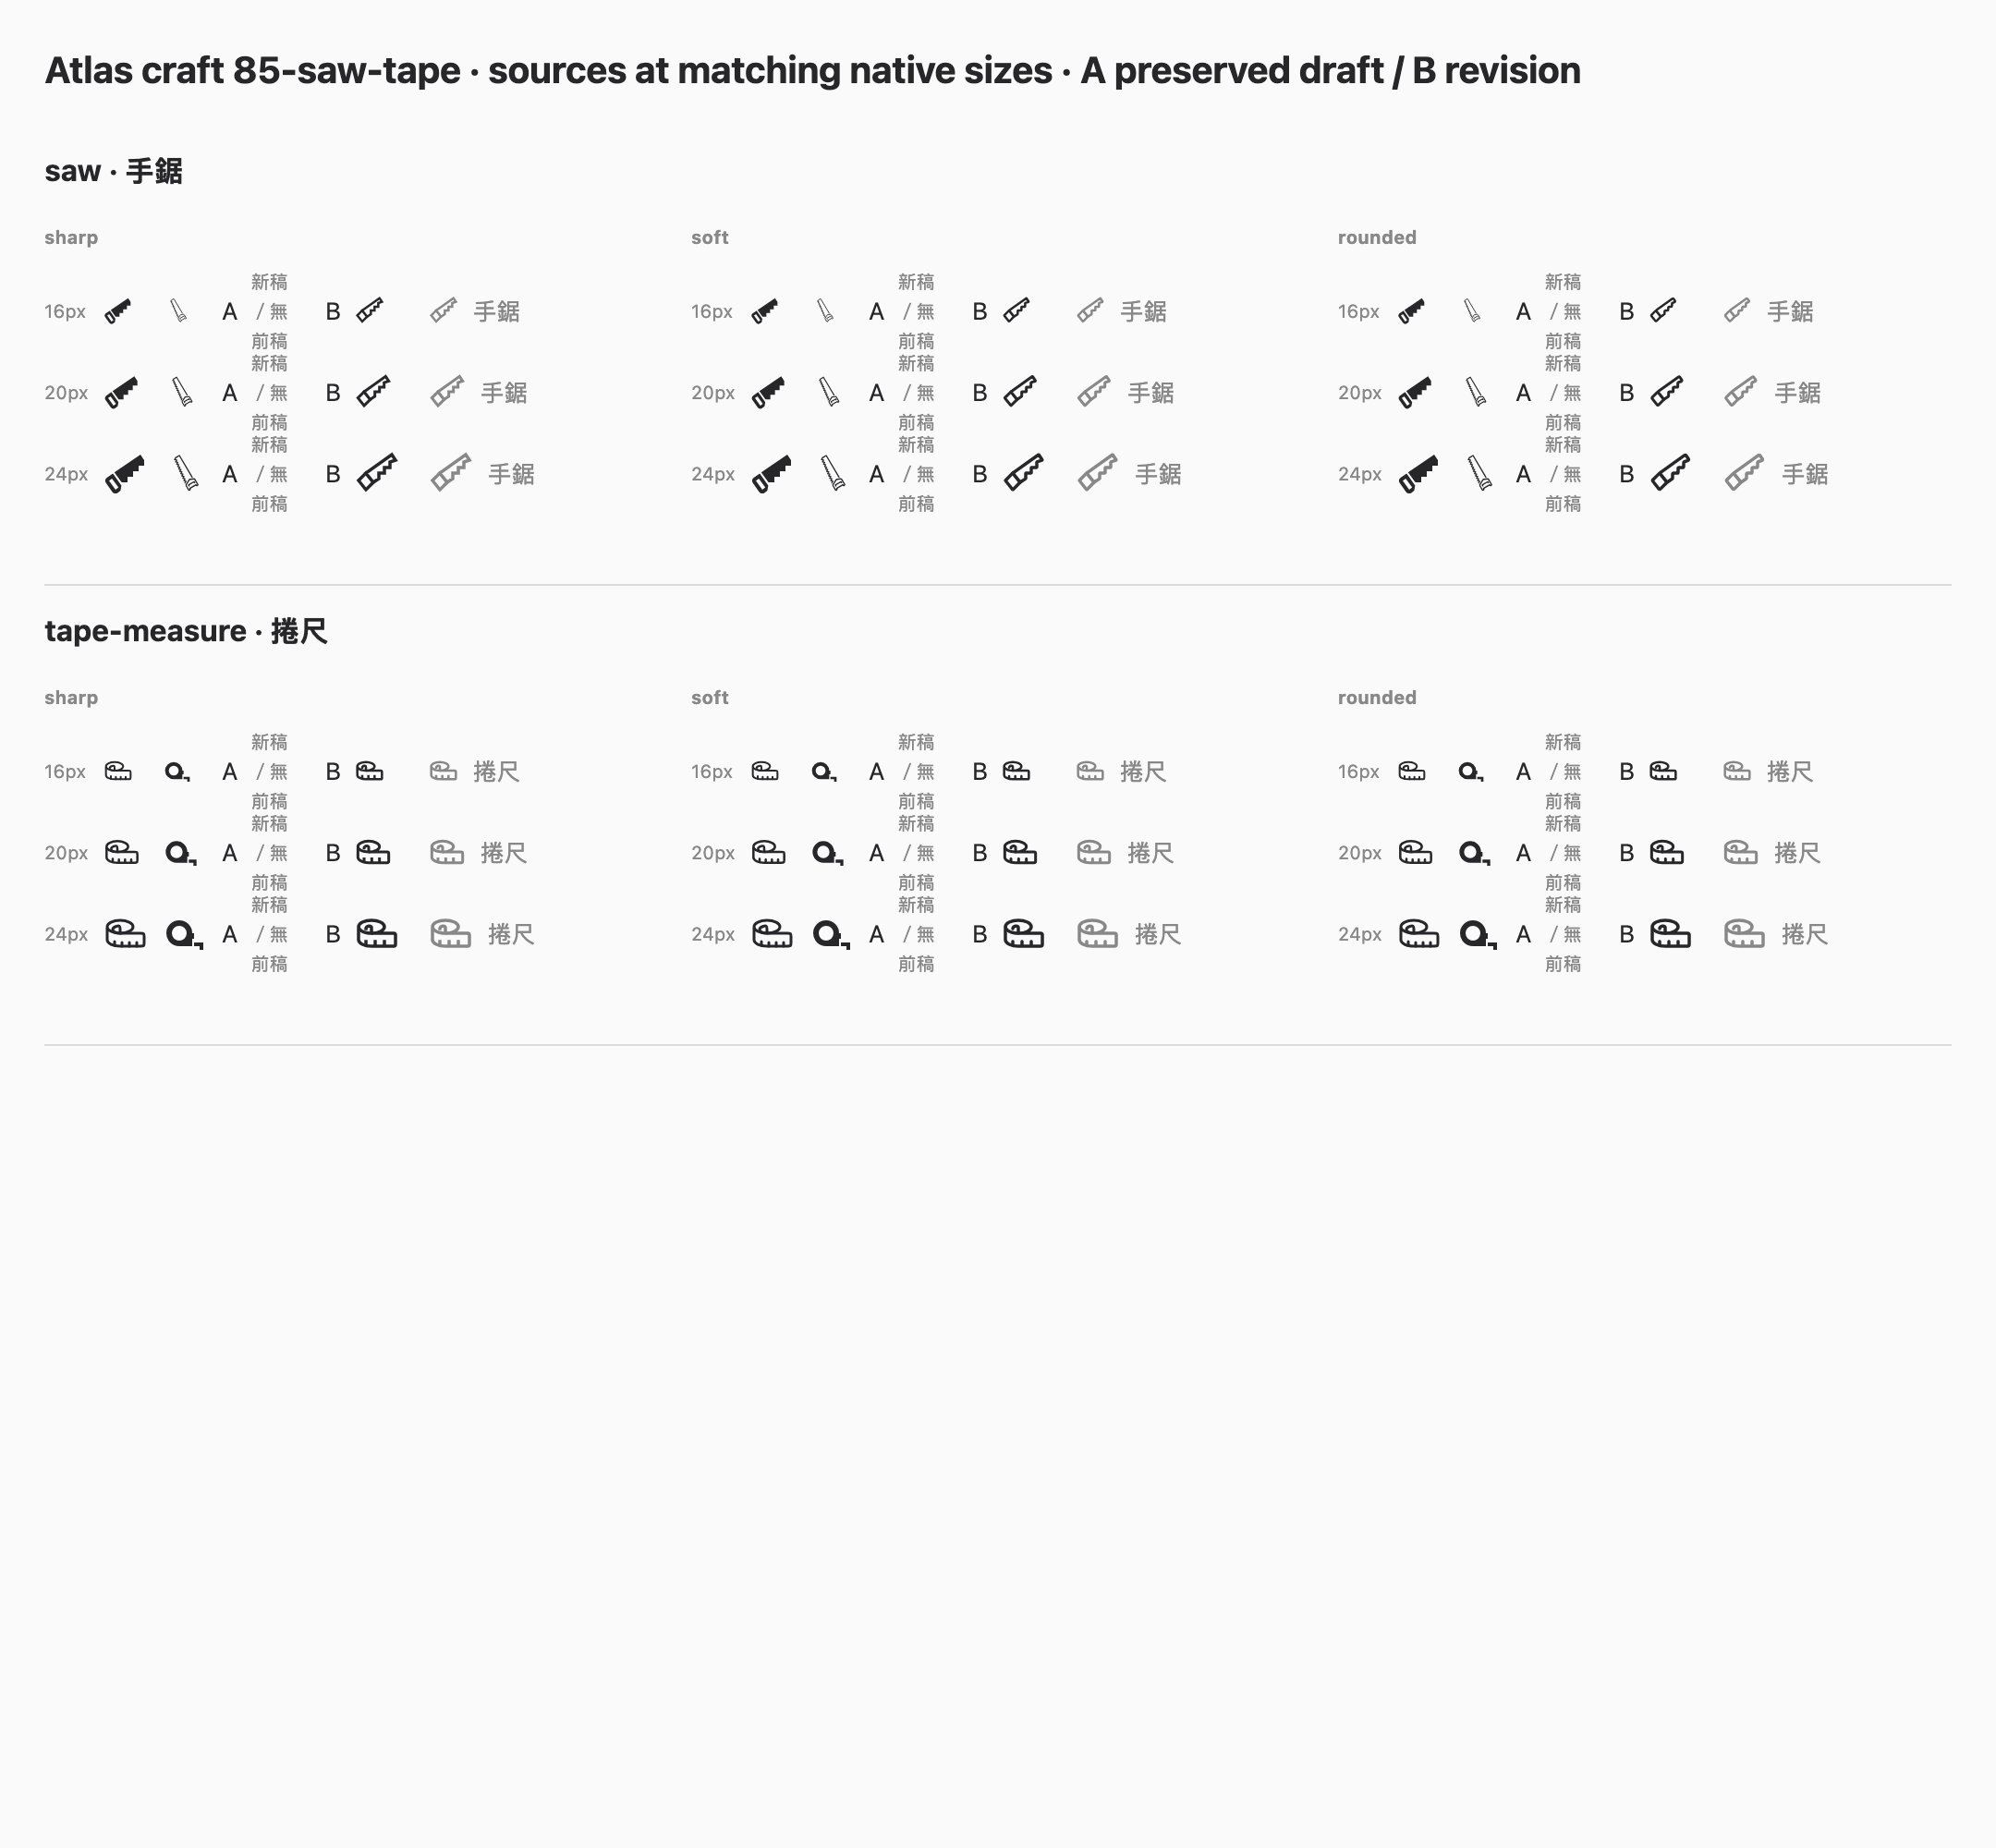 Atlas craft 85-saw-tape · sources at matching native sizes · A preserved draft / B revision
saw · 手鋸
sharp
16px A 新稿 / 無前稿 B 手鋸
20px A 新稿 / 無前稿 B 手鋸
24px A 新稿 / 無前稿 B 手鋸
soft
16px A 新稿 / 無前稿 B 手鋸
20px A 新稿 / 無前稿 B 手鋸
24px A 新稿 / 無前稿 B 手鋸
rounded
16px A 新稿 / 無前稿 B 手鋸
20px A 新稿 / 無前稿 B 手鋸
24px A 新稿 / 無前稿 B 手鋸
tape-measure · 捲尺
sharp
16px A 新稿 / 無前稿 B 捲尺
20px A 新稿 / 無前稿 B 捲尺
24px A 新稿 / 無前稿 B 捲尺
soft
16px A 新稿 / 無前稿 B 捲尺
20px A 新稿 / 無前稿 B 捲尺
24px A 新稿 / 無前稿 B 捲尺
rounded
16px A 新稿 / 無前稿 B 捲尺
20px A 新稿 / 無前稿 B 捲尺
24px A 新稿 / 無前稿 B 捲尺